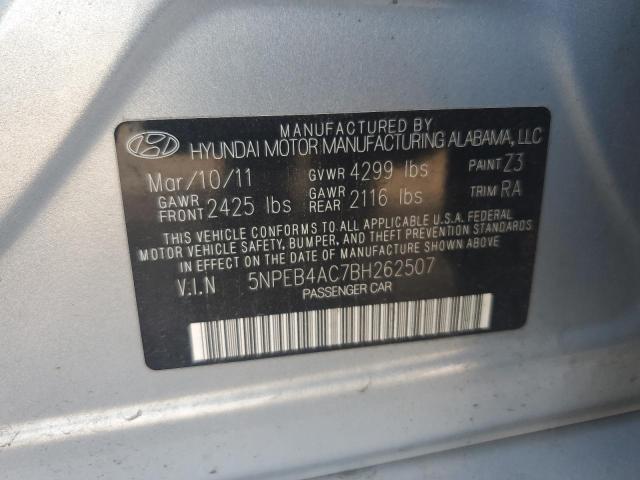 MANUFACTURED BY
HYUNDAI MOTOR MANUFACTURING ALABAMA, LLC
Mar/10/11 GVWR 4299 lbs PAINT Z3
GAWR FRONT 2425 lbs GAWR REAR 2116 lbs TRIM RA
THIS VEHICLE CONFORMS TO ALL APPLICABLE U.S.A. FEDERAL
MOTOR VEHICLE SAFETY, BUMPER, AND THEFT PREVENTION STANDARDS
IN EFFECT ON THE DATE OF MANUFACTURE SHOWN ABOVE.
V.I.N 5NPEB4AC7BH262507
PASSENGER CAR